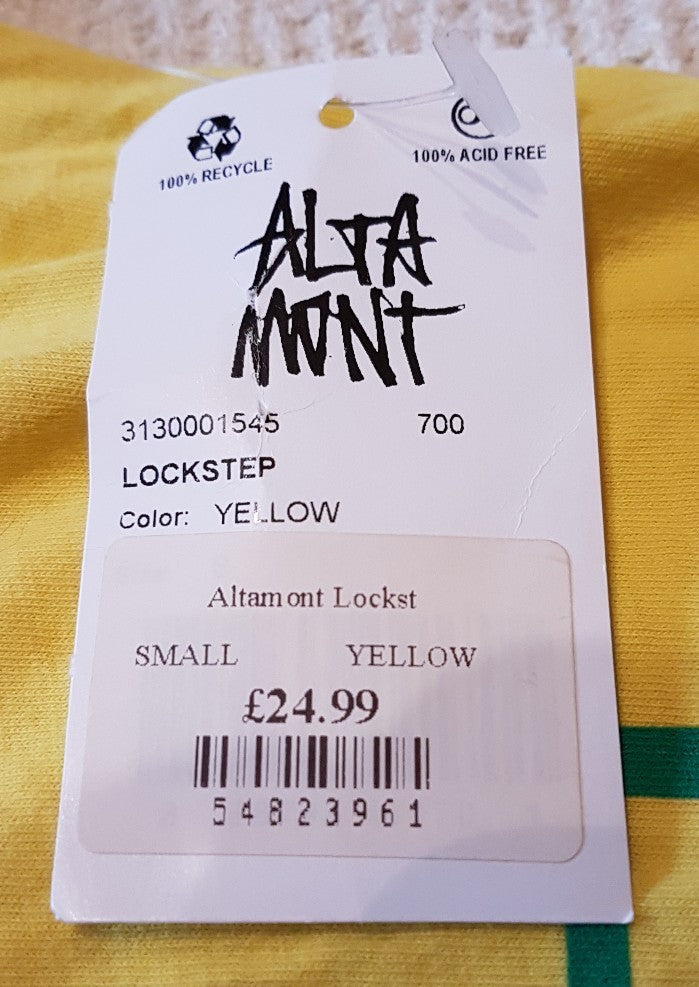 100% RECYCLE
100% ACID FREE
ALTA
MONT
3130001545 700
LOCKSTEP
Color: YELLOW
Altamont Lockst
SMALL YELLOW
£24.99
54823961